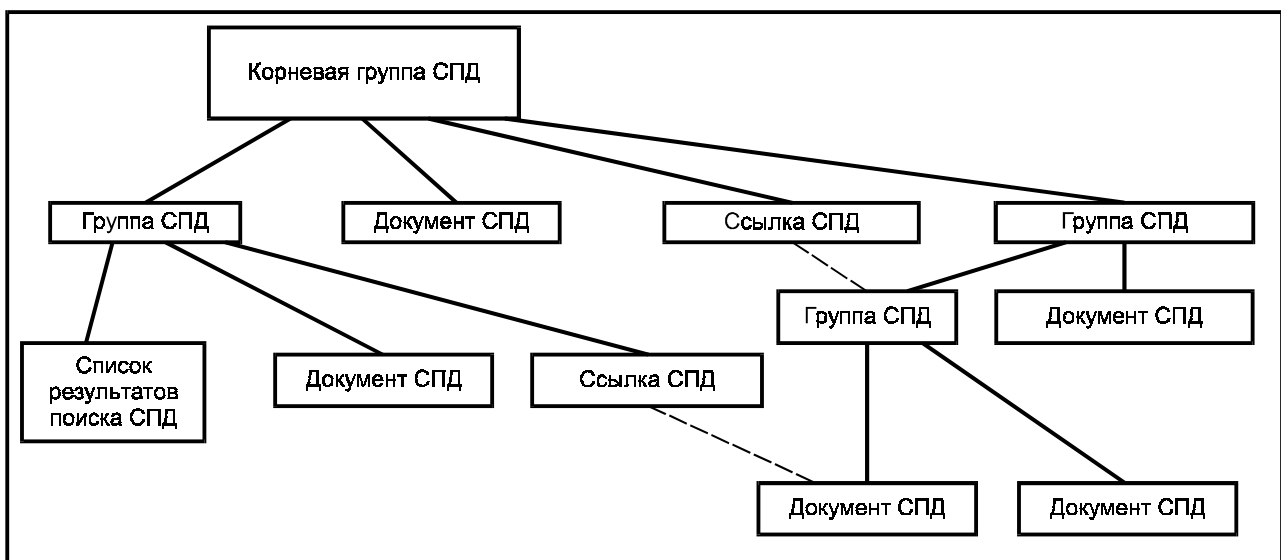 Корневая группа СПД
Группа СПД
Документ СПД
Ссылка СПД
Группа СПД
Группа СПД
Документ СПД
Список
результатов
поиска СПД
Документ СПД
Ссылка СПД
Документ СПД
Документ СПД